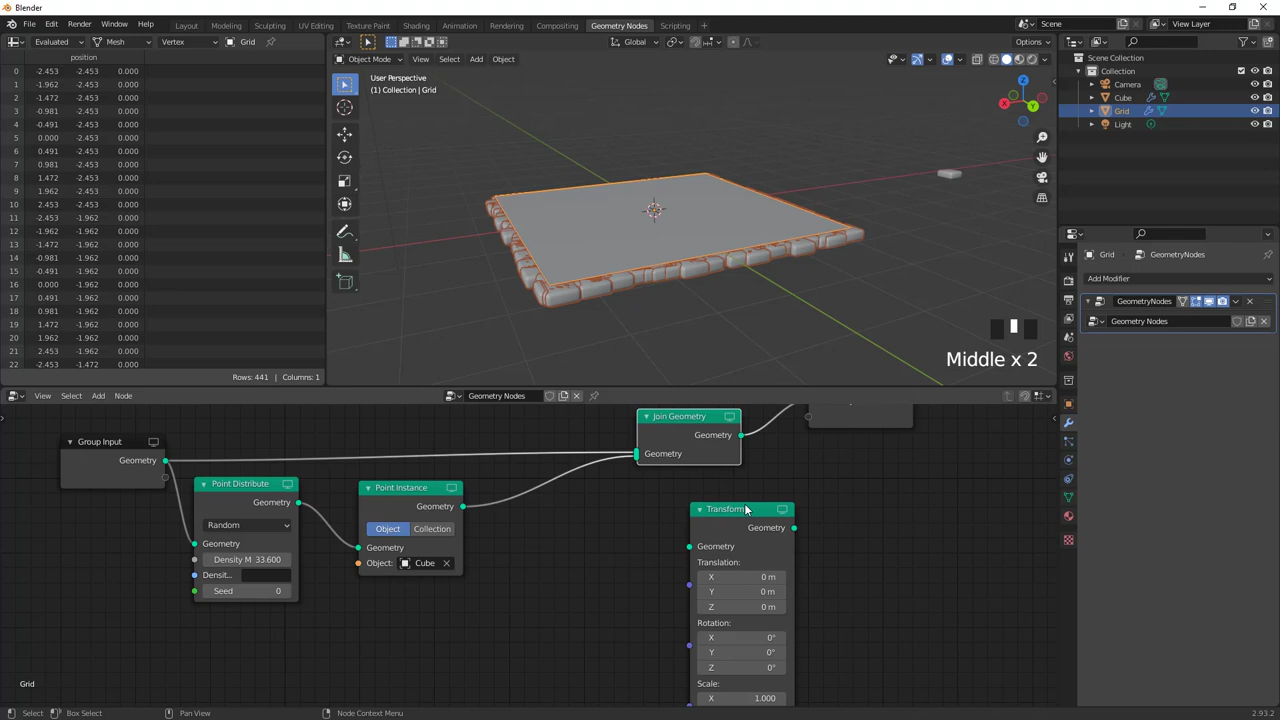 Blender
File Edit Render Window Help
Layout Modeling Sculpting UV Editing Texture Paint Shading Animation Rendering Compositing Geometry Nodes Scripting +
Scene
View Layer
Evaluated Mesh Vertex Grid
position
0 -2.453 -2.453 0.000
1 -1.962 -2.453 0.000
2 -1.472 -2.453 0.000
3 -0.981 -2.453 0.000
4 -0.491 -2.453 0.000
5 0.000 -2.453 0.000
6 0.491 -2.453 0.000
7 0.981 -2.453 0.000
8 1.472 -2.453 0.000
9 1.962 -2.453 0.000
10 2.453 -2.453 0.000
11 -2.453 -1.962 0.000
12 -1.962 -1.962 0.000
13 -1.472 -1.962 0.000
14 -0.981 -1.962 0.000
15 -0.491 -1.962 0.000
16 0.000 -1.962 0.000
17 0.491 -1.962 0.000
18 0.981 -1.962 0.000
19 1.472 -1.962 0.000
20 1.962 -1.962 0.000
21 2.453 -1.962 0.000
22 -2.453 -1.472 0.000
Rows: 441 | Columns: 1
Global
Options
Object Mode View Select Add Object
User Perspective
(1) Collection | Grid
Z
X
Y
Middle x 2
Scene Collection
Collection
Camera
Cube
Grid
Light
Grid GeometryNodes
Add Modifier
GeometryNodes
Geometry Nodes
View Select Add Node
Geometry Nodes
Group Input
Geometry
Point Distribute
Geometry
Random
Geometry
Density M 33.600
Densit...
Seed 0
Point Instance
Geometry
Object Collection
Geometry
Object: Cube
Join Geometry
Geometry
Geometry
Transform
Geometry
Geometry
Translation:
X 0 m
Y 0 m
Z 0 m
Rotation:
X 0°
Y 0°
Z 0°
Scale:
X 1.000
Grid
Select Box Select Pan View Node Context Menu
2.93.2